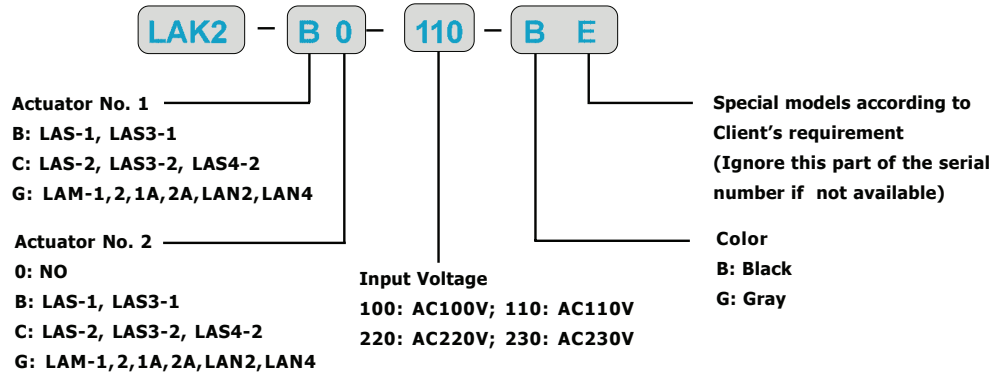 LAK2 - B 0 - 110 - B E
Actuator No. 1
B: LAS-1, LAS3-1
C: LAS-2, LAS3-2, LAS4-2
G: LAM-1,2,1A,2A,LAN2,LAN4
Actuator No. 2
0: NO
B: LAS-1, LAS3-1
C: LAS-2, LAS3-2, LAS4-2
G: LAM-1,2,1A,2A,LAN2,LAN4
Input Voltage
100: AC100V; 110: AC110V
220: AC220V; 230: AC230V
Special models according to
Client's requirement
(Ignore this part of the serial
number if not available)
Color
B: Black
G: Gray